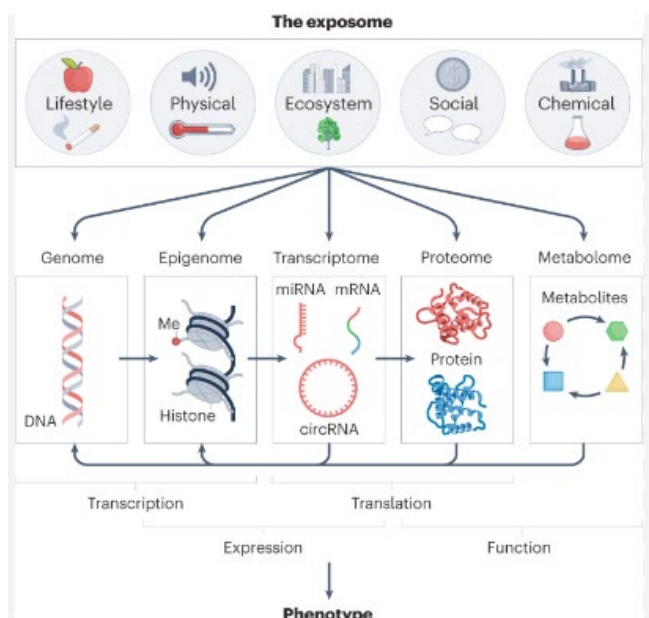 The exposome
Lifestyle Physical Ecosystem Social Chemical
Genome Epigenome Transcriptome Proteome Metabolome
miRNA mRNA Metabolites
Me
Protein
DNA Histone circRNA
Transcription Translation
Expression Function
Phenotype